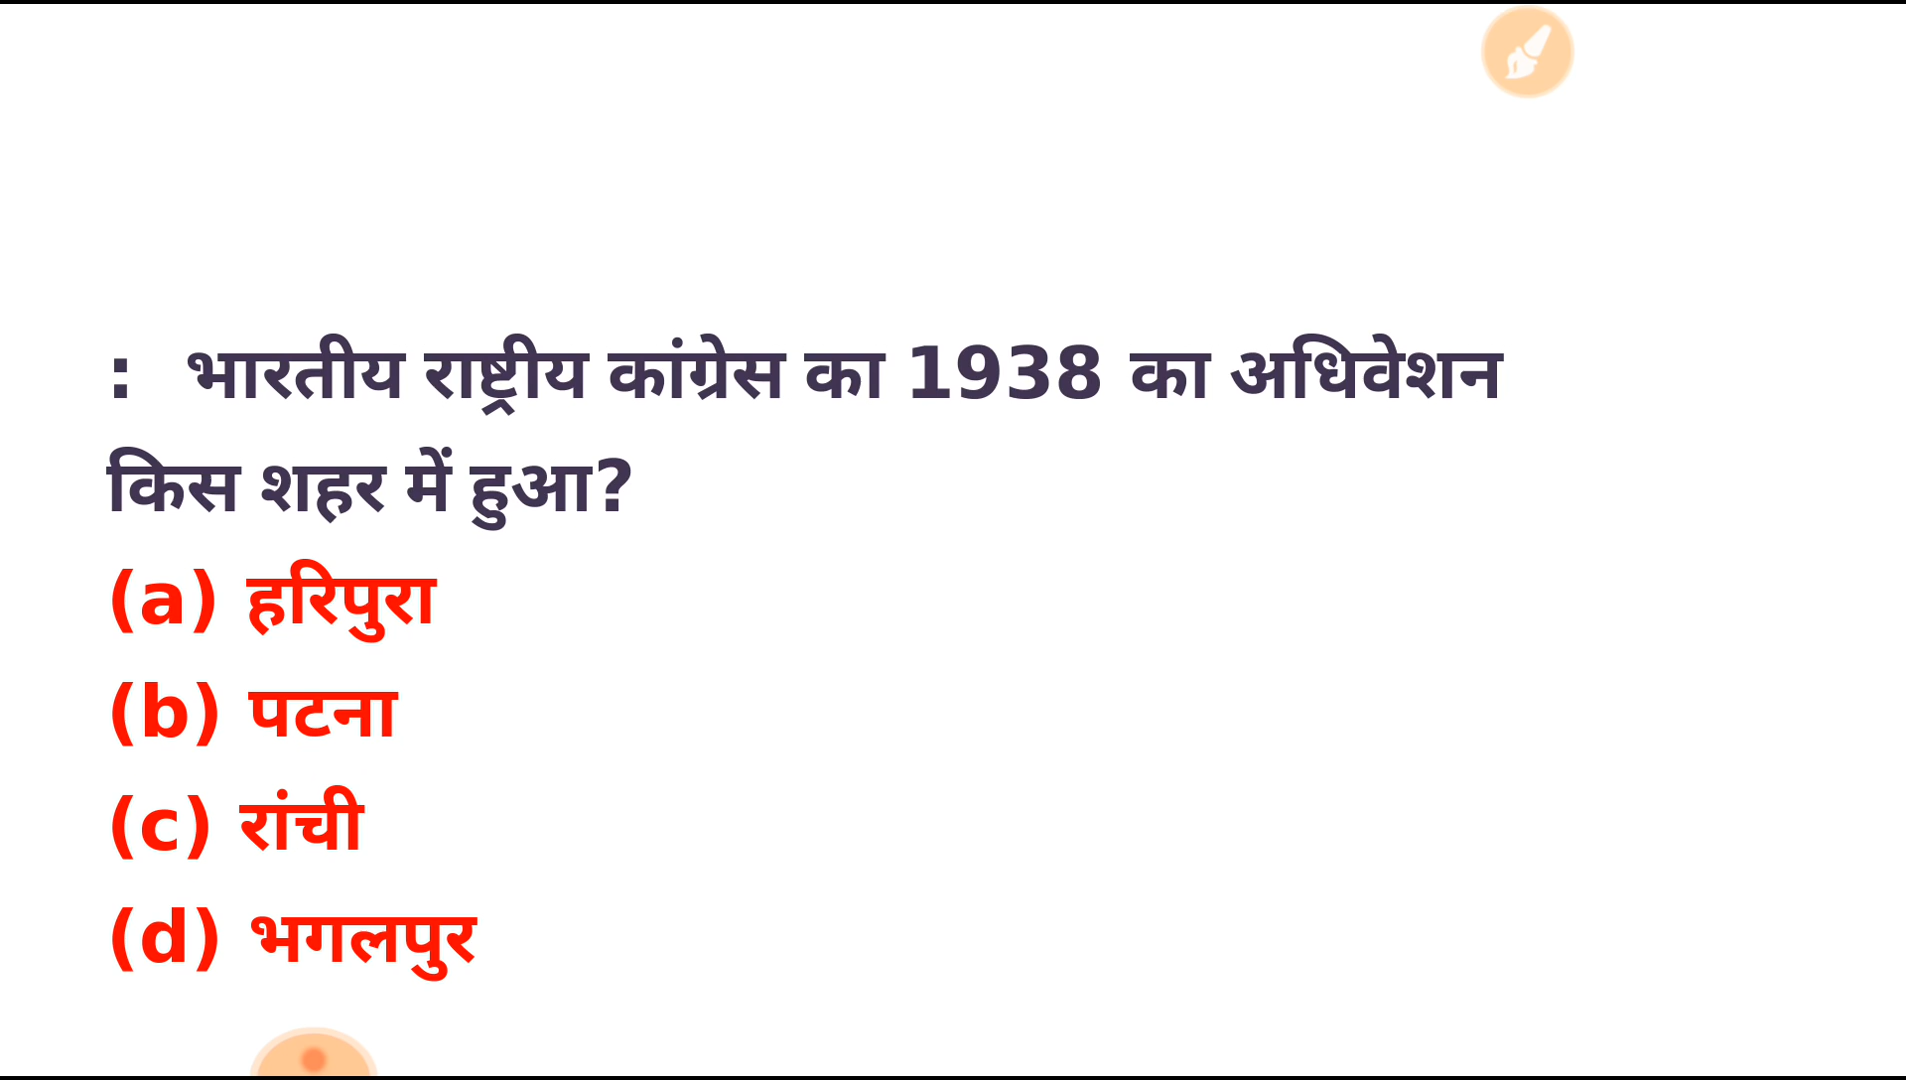 : भारतीय राष्ट्रीय कांग्रेस का 1938 का अधिवेशन
किस शहर में हुआ?
(a) हरिपुरा
(b) पटना
(c) रांची
(d) भगलपुर